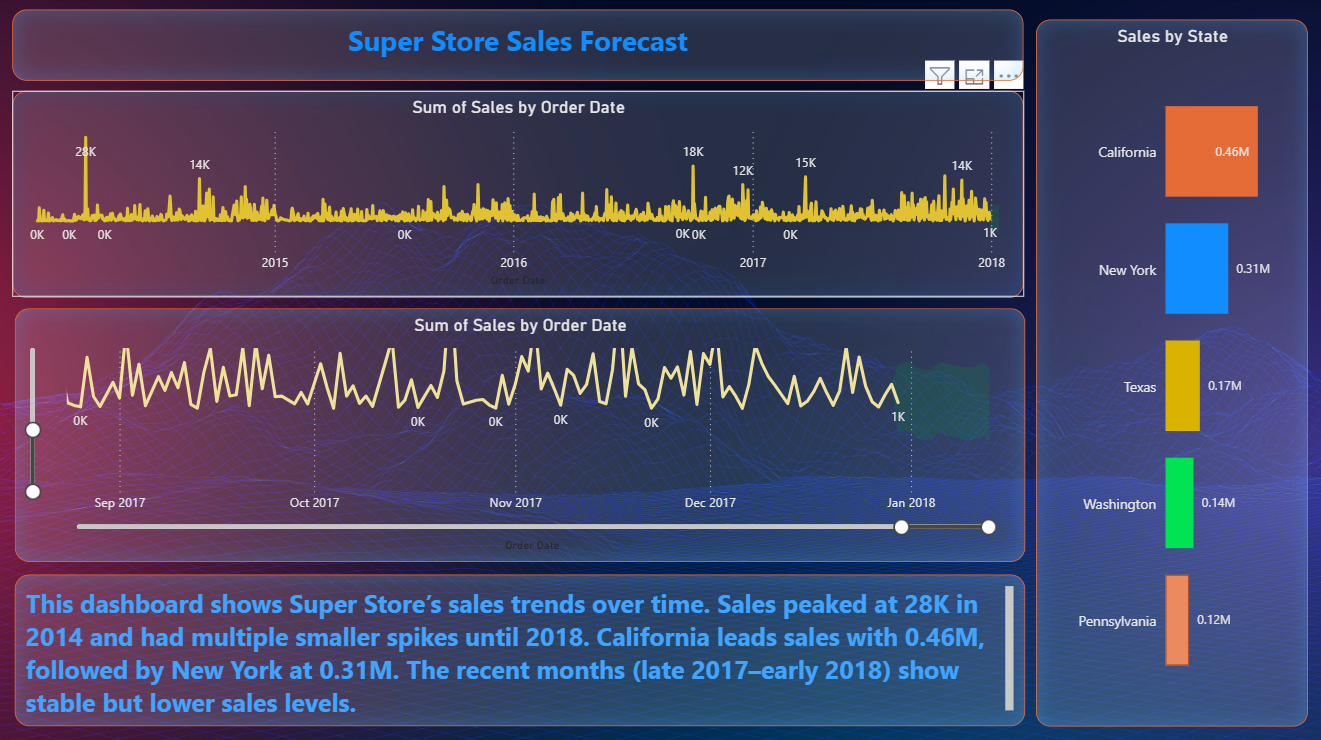 Super Store Sales Forecast
Sum of Sales by Order Date
28K
14K
18K
12K
15K
14K
0K
0K
0K
0K
0K
0K
0K
1K
2015
2016
2017
2018
Order Date
Sum of Sales by Order Date
0K
0K
0K
0K
0K
1K
Sep 2017
Oct 2017
Nov 2017
Dec 2017
Jan 2018
Order Date
This dashboard shows Super Store’s sales trends over time. Sales peaked at 28K in
2014 and had multiple smaller spikes until 2018. California leads sales with 0.46M,
followed by New York at 0.31M. The recent months (late 2017–early 2018) show
stable but lower sales levels.
Sales by State
California 0.46M
New York 0.31M
Texas 0.17M
Washington 0.14M
Pennsylvania 0.12M